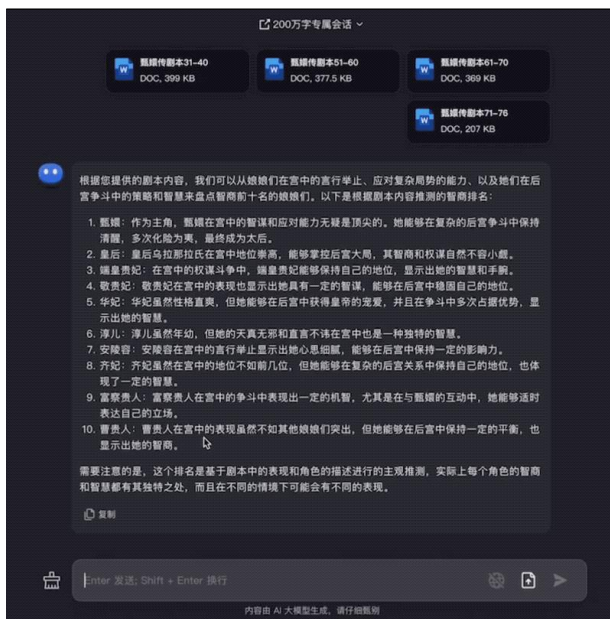 200万字专属会话
甄嬛传剧本31-40
DOC, 399 KB
甄嬛传剧本51-60
DOC, 377.5 KB
甄嬛传剧本61-70
DOC, 369 KB
甄嬛传剧本71-76
DOC, 207 KB
根据您提供的剧本内容，我们可以从娘娘们在宫中的言行举止、应对复杂局势的能力、以及她们在后
宫争斗中的策略和智慧来盘点智商前十名的娘娘们。以下是根据剧本内容推测的智商排名：
1. 甄嬛：作为主角，甄嬛在宫中的智谋和应对能力无疑是顶尖的。她能够在复杂的后宫争斗中保持
清醒，多次化险为夷，最终成为太后。
2. 皇后：皇后乌拉那拉氏在宫中地位崇高，能够掌控后宫大局，其智商和权谋自然不容小觑。
3. 端皇贵妃：在宫中的权谋斗争中，端皇贵妃能够保持自己的地位，显示出她的智慧和手腕。
4. 敬贵妃：敬贵妃在宫中的表现也显示出她具有一定的智谋，能够在后宫中稳固自己的地位。
5. 华妃：华妃虽然性格直爽，但她能够在后宫中获得皇帝的宠爱，并且在争斗中多次占据优势，显
示出她的智慧。
6. 淳儿：淳儿虽然年幼，但她的天真无邪和直言不讳在宫中也是一种独特的智慧。
7. 安陵容：安陵容在宫中的言行举止显示出她心思细腻，能够在后宫中保持一定的影响力。
8. 齐妃：齐妃虽然在宫中的地位不如前几位，但她能够在复杂的后宫关系中保持自己的地位，也体
现了一定的智慧。
9. 富察贵人：富察贵人在宫中的争斗中表现出一定的机智，尤其是在与甄嬛的互动中，她能够适时
表达自己的立场。
10. 曹贵人：曹贵人在宫中的表现虽然不如其他娘娘们突出，但她能够在后宫中保持一定的平衡，也
显示出她的智商。
需要注意的是，这个排名是基于剧本中的表现和角色的描述进行的主观推测，实际上每个角色的智商
和智慧都有其独特之处，而且在不同的情境下可能会有不同的表现。
复制
Enter 发送; Shift + Enter 换行
内容由 AI 大模型生成，请仔细甄别